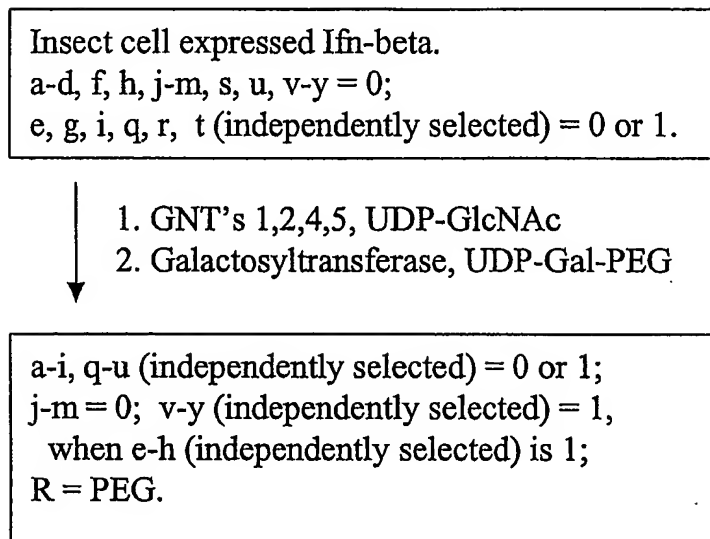 Insect cell expressed Ifn-beta.
a-d, f, h, j-m, s, u, v-y = 0;
e, g, i, q, r, t (independently selected) = 0 or 1.
1. GNT's 1,2,4,5, UDP-GlcNAc
2. Galactosyltransferase, UDP-Gal-PEG
a-i, q-u (independently selected) = 0 or 1;
j-m = 0; v-y (independently selected) = 1,
when e-h (independently selected) is 1;
R = PEG.